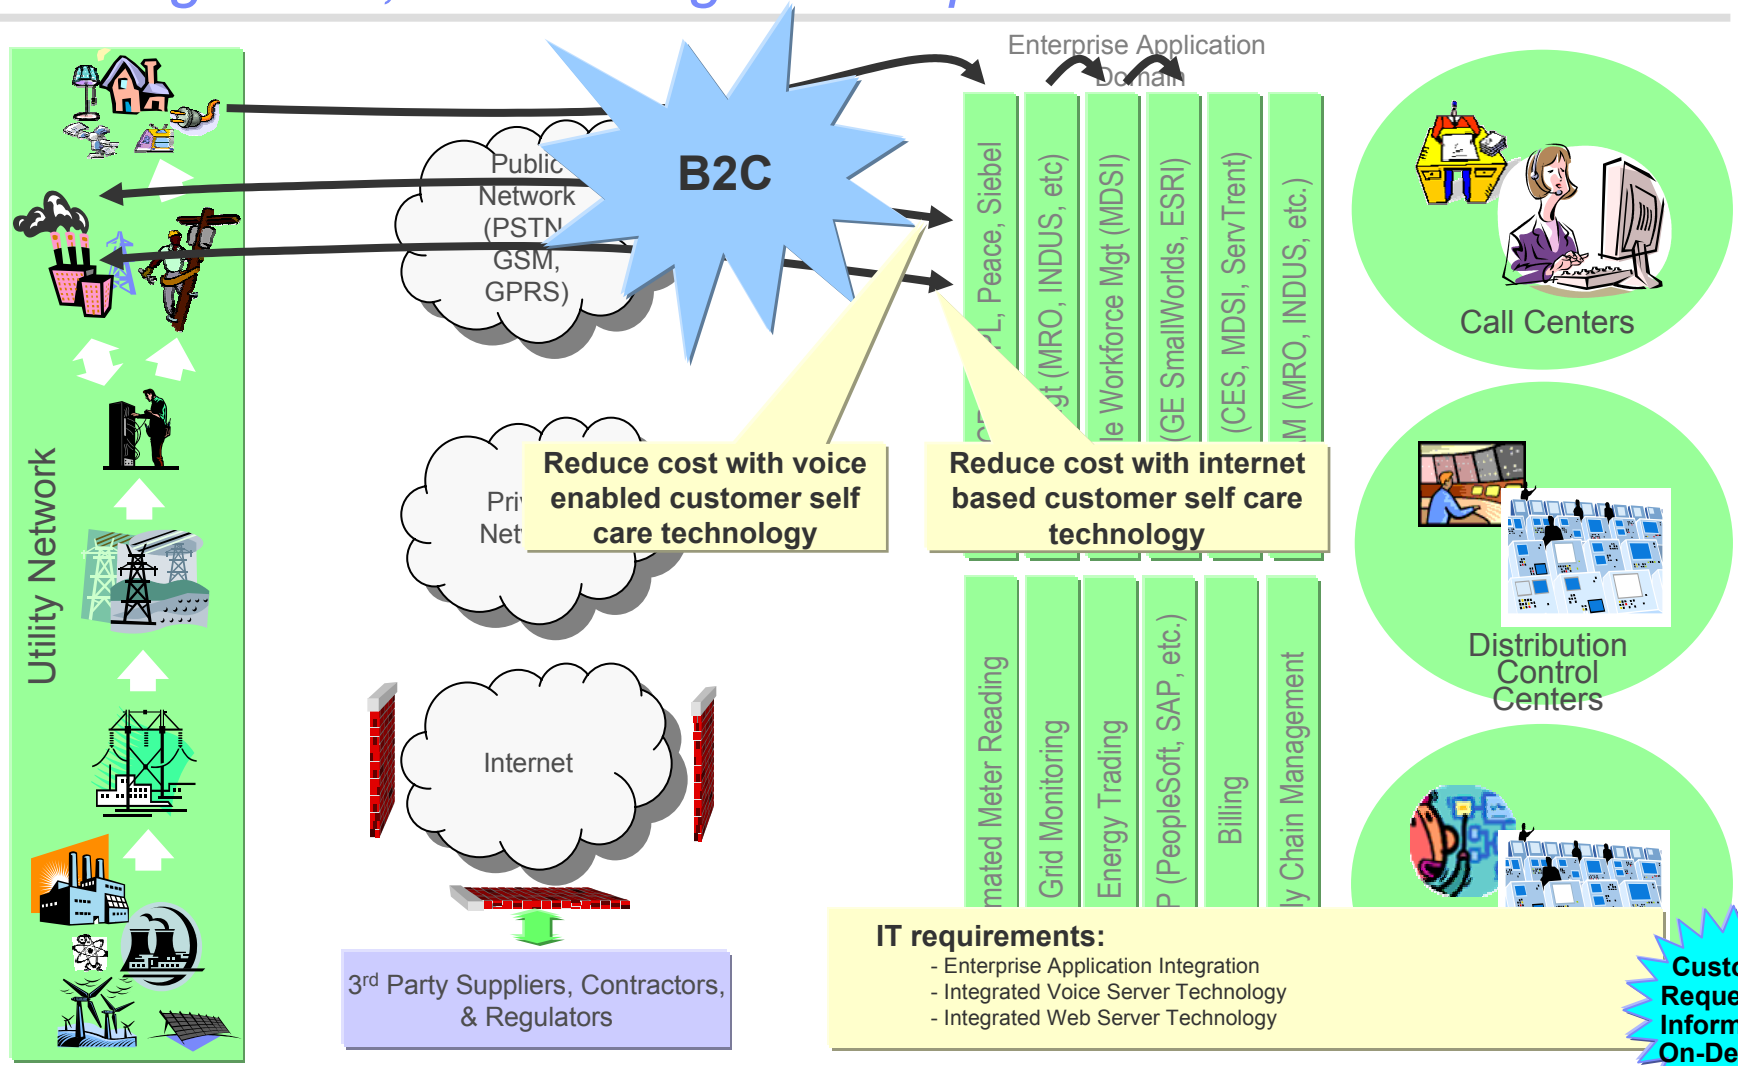 Enterprise Application
Domain
Public
Network
(PSTN
GSM,
GPRS)
B2C
Peace, Siebel
(MRO, INDUS, etc)
Workforce Mgt (MDSI)
(GE SmallWorlds, ESRI)
(CES, MDSI, ServTrent)
(MRO, INDUS, etc.)
Call Centers
Utility Network
Reduce cost with voice
enabled customer self
care technology
Reduce cost with internet
based customer self care
technology
Distribution
Control
Centers
Internet
Meter Reading
Grid Monitoring
Energy Trading
(PeopleSoft, SAP, etc.)
Billing
Chain Management
3rd Party Suppliers, Contractors,
& Regulators
IT requirements:
- Enterprise Application Integration
- Integrated Voice Server Technology
- Integrated Web Server Technology